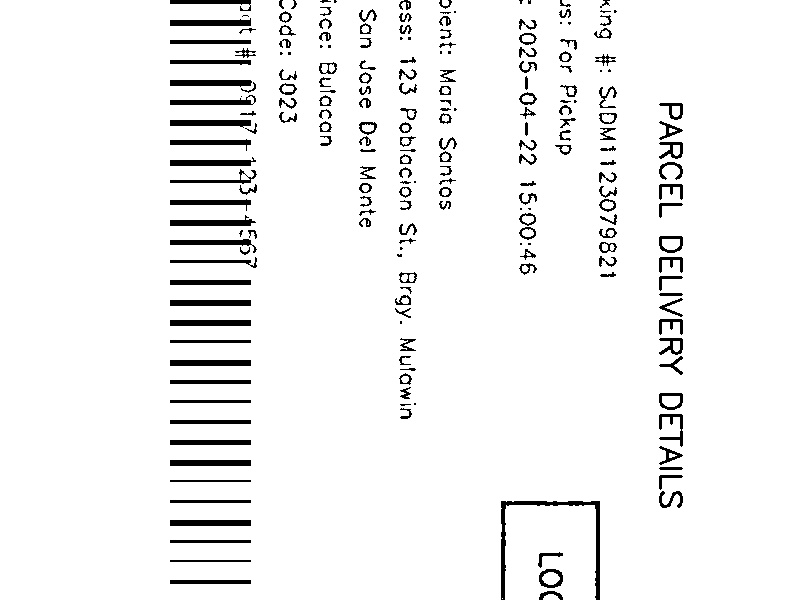 PARCEL DELIVERY DETAILS
king #: SJDM1123079821
us: For Pickup
: 2025-04-22 15:00:46
LOC
pient: Maria Santos
ess: 123 Poblacion St., Brgy. Mulawin
San Jose Del Monte
ince: Bulacan
Code: 3023
#: 0917-123-4567